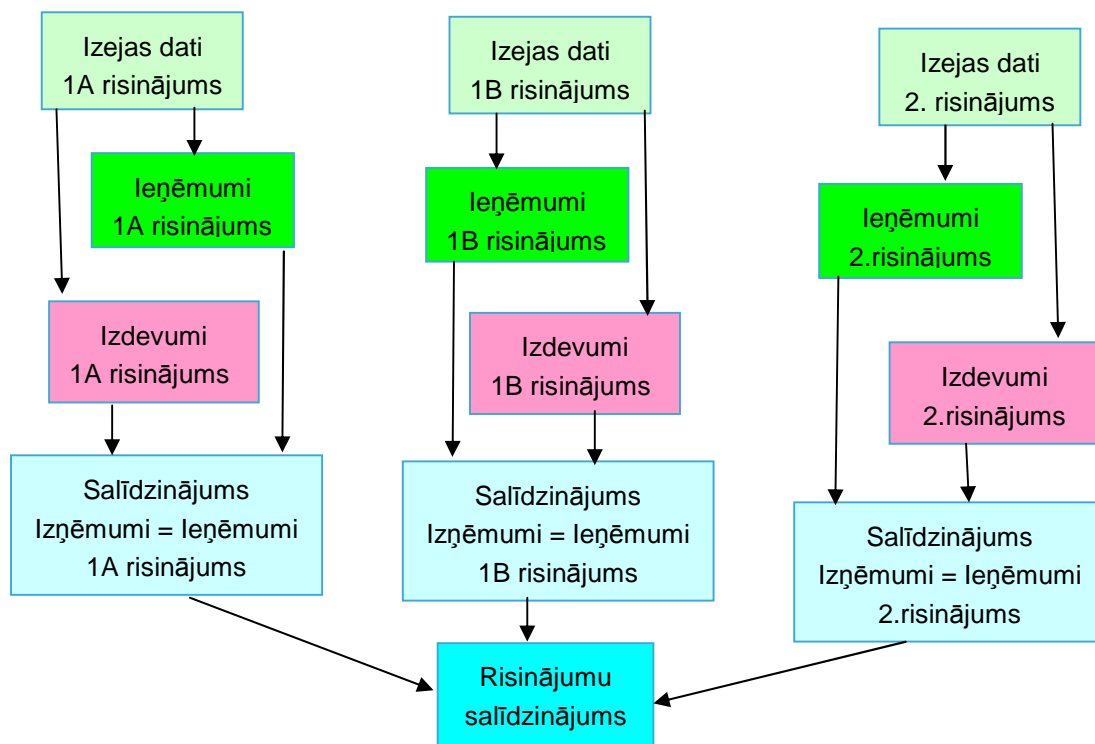 Izejas dati
1A risinājums
Izejas dati
1B risinājums
Izejas dati
2. risinājums
Ieņēmumi
1A risinājums
Ieņēmumi
1B risinājums
Ieņēmumi
2.risinājums
Izdevumi
1A risinājums
Izdevumi
1B risinājums
Izdevumi
2.risinājums
Salīdzinājums
Izņēmumi = Ieņēmumi
1A risinājums
Salīdzinājums
Izņēmumi = Ieņēmumi
1B risinājums
Salīdzinājums
Izņēmumi = Ieņēmumi
2.risinājums
Risinājumu
salīdzinājums